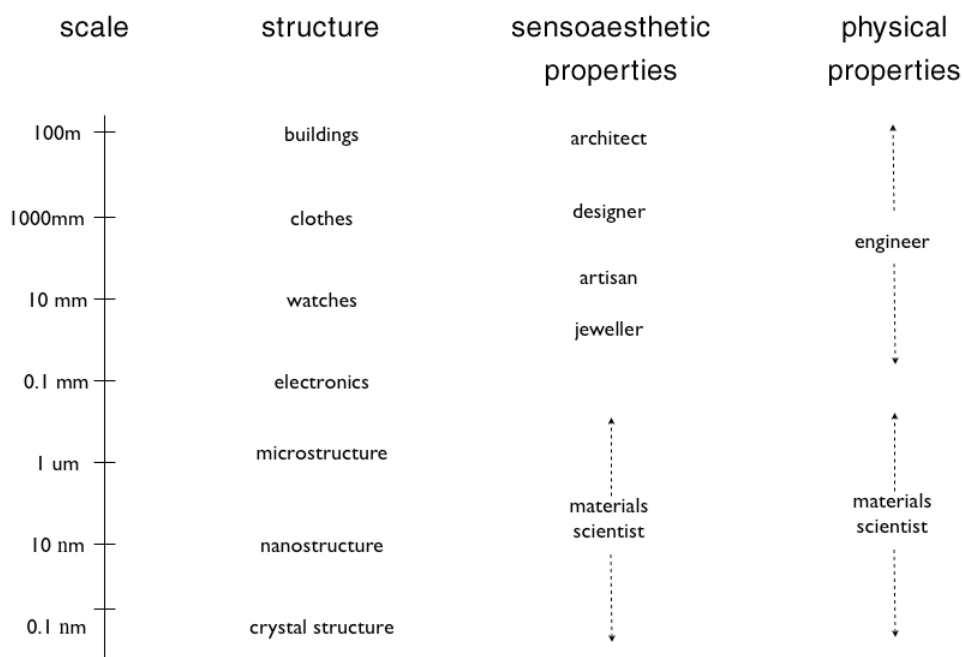 scale structure sensoaesthetic properties physical properties
100m buildings architect
1000mm clothes designer
engineer
artisan
10 mm watches
jeweller
0.1 mm electronics
1 um microstructure
materials scientist materials scientist
10 nm nanostructure
0.1 nm crystal structure